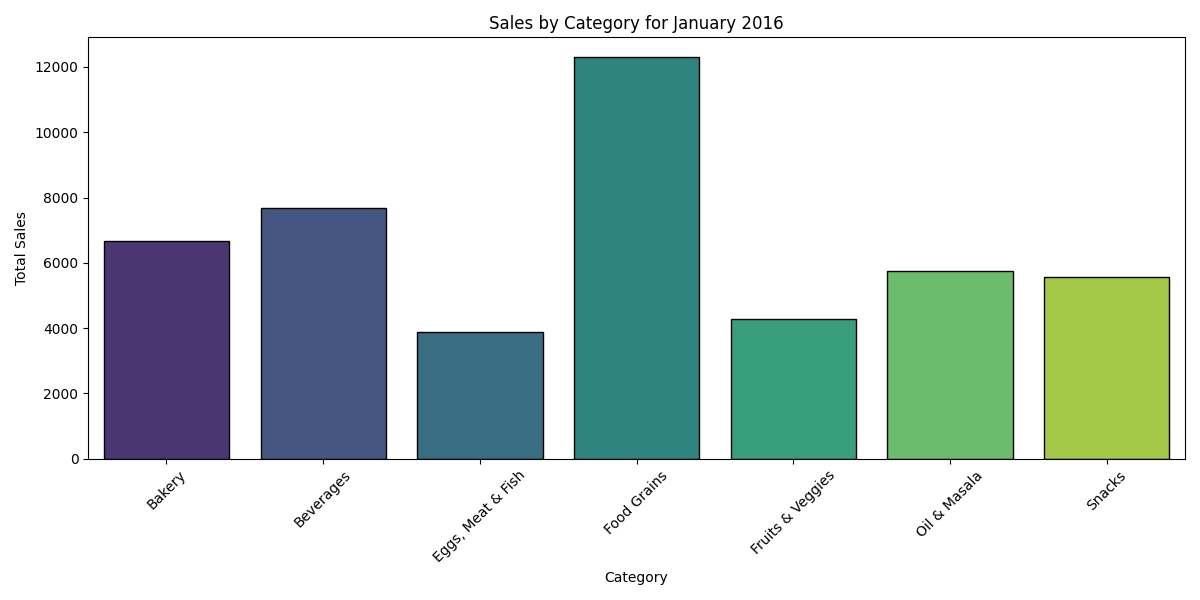 Sales by Category for January 2016
Total Sales
12000
10000
8000
6000
4000
2000
0
Bakery
Beverages
Eggs, Meat & Fish
Food Grains
Fruits & Veggies
Oil & Masala
Snacks
Category